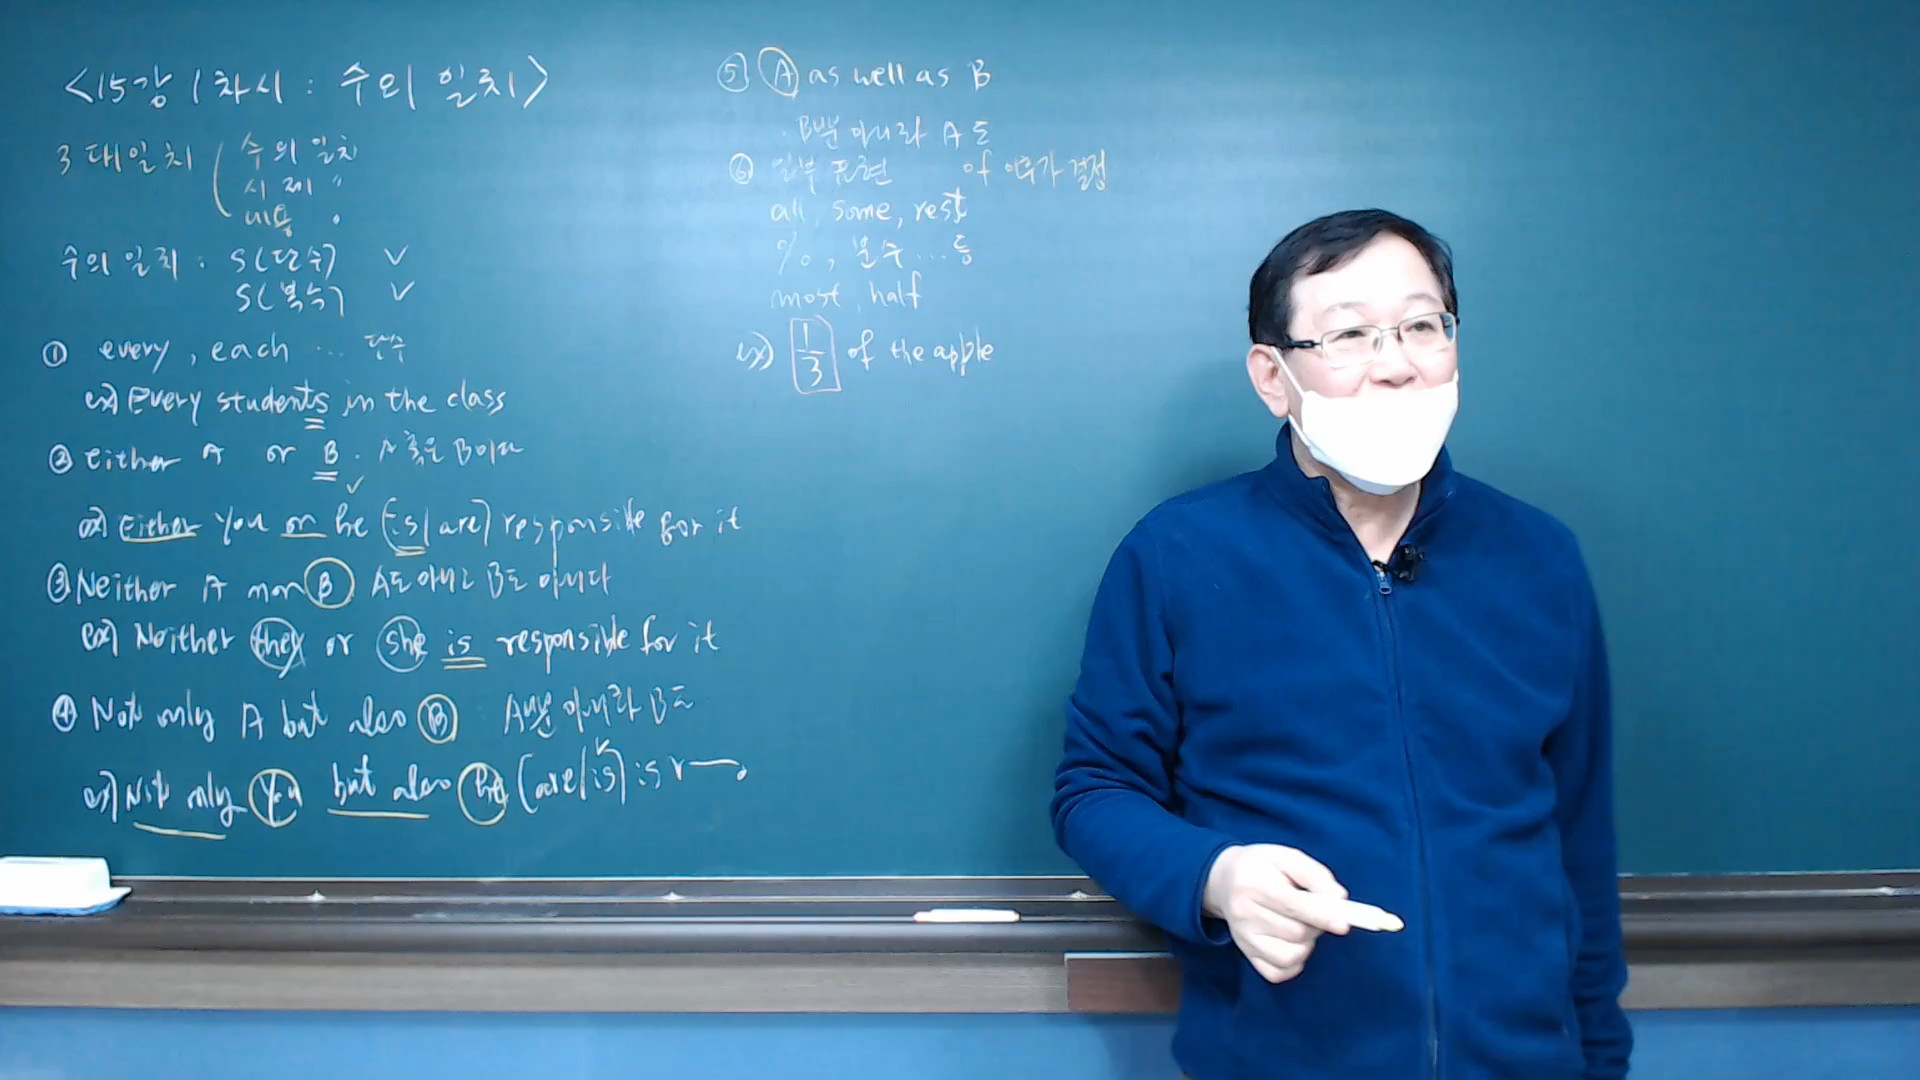 <15강 1차시 : 수의 일치>
3대일치 ( 수의 일치
시제 〃
내용 〃
수의 일치 : S(단수) V
S(복수) V
① every, each ... 단수
ex) Every students in the class
② Either A or B. A 혹은 B이다
ex) Either You or he (is/are) responsible for it
③ Neither A nor B A도 아니고 B도 아니다
ex) Neither they or she is responsible for it
④ Not only A but also B A뿐 아니라 B도
ex) Not only You but also he (are/is) is r
⑤ A as well as B
· B뿐 아니라 A도
⑥ 일부 표현 of 이후가 결정
all, some, rest
%, 분수 ... 등
most, half
ex) 1/3 of the apple